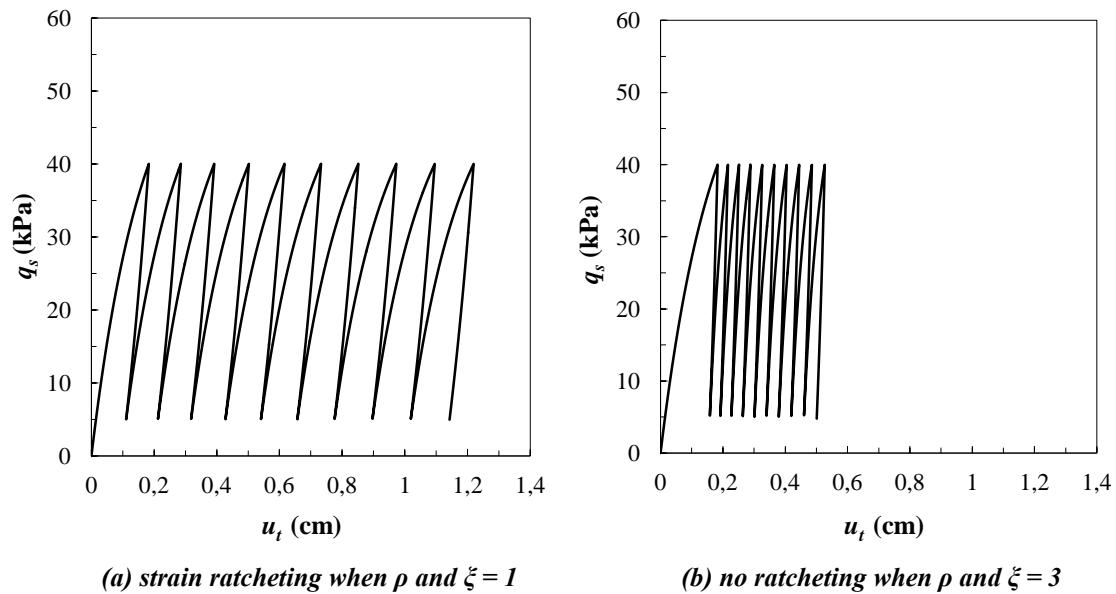 60
50
40
30
20
10
0
q_s (kPa)
0 0,2 0,4 0,6 0,8 1 1,2 1,4
u_t (cm)
(a) strain ratcheting when ρ and ξ = 1
60
50
40
30
20
10
0
q_s (kPa)
0 0,2 0,4 0,6 0,8 1 1,2 1,4
u_t (cm)
(b) no ratcheting when ρ and ξ = 3